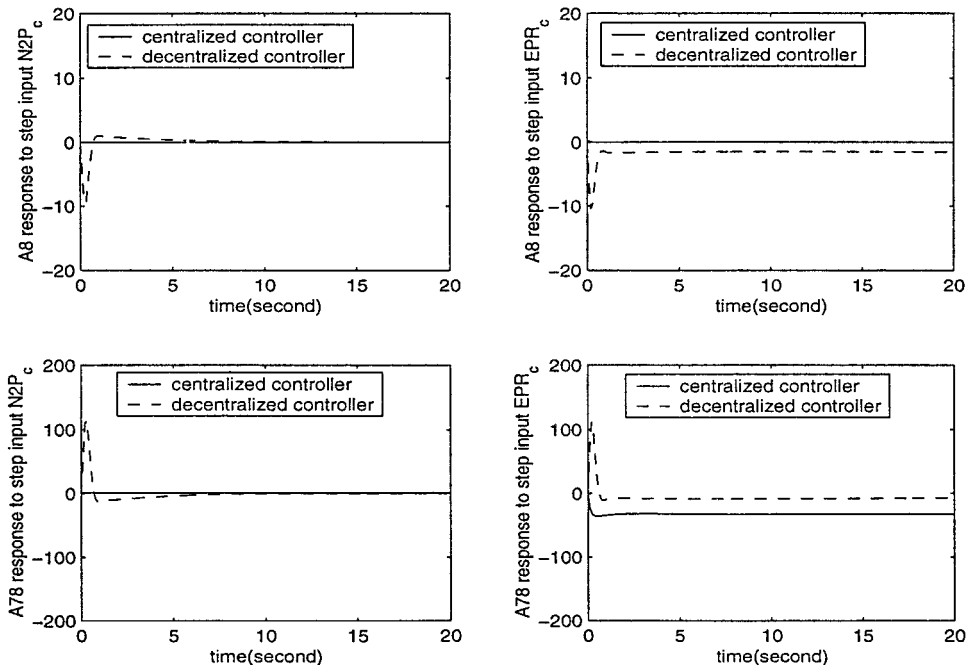 A8 response to step input N2P_c
20
10
0
−10
−20
centralized controller
decentralized controller
0 5 10 15 20
time(second)
A8 response to step input EPR_c
20
10
0
−10
−20
centralized controller
decentralized controller
0 5 10 15 20
time(second)
A78 response to step input N2P_c
200
100
0
−100
−200
centralized controller
decentralized controller
0 5 10 15 20
time(second)
A78 response to step input EPR_c
200
100
0
−100
−200
centralized controller
decentralized controller
0 5 10 15 20
time(second)